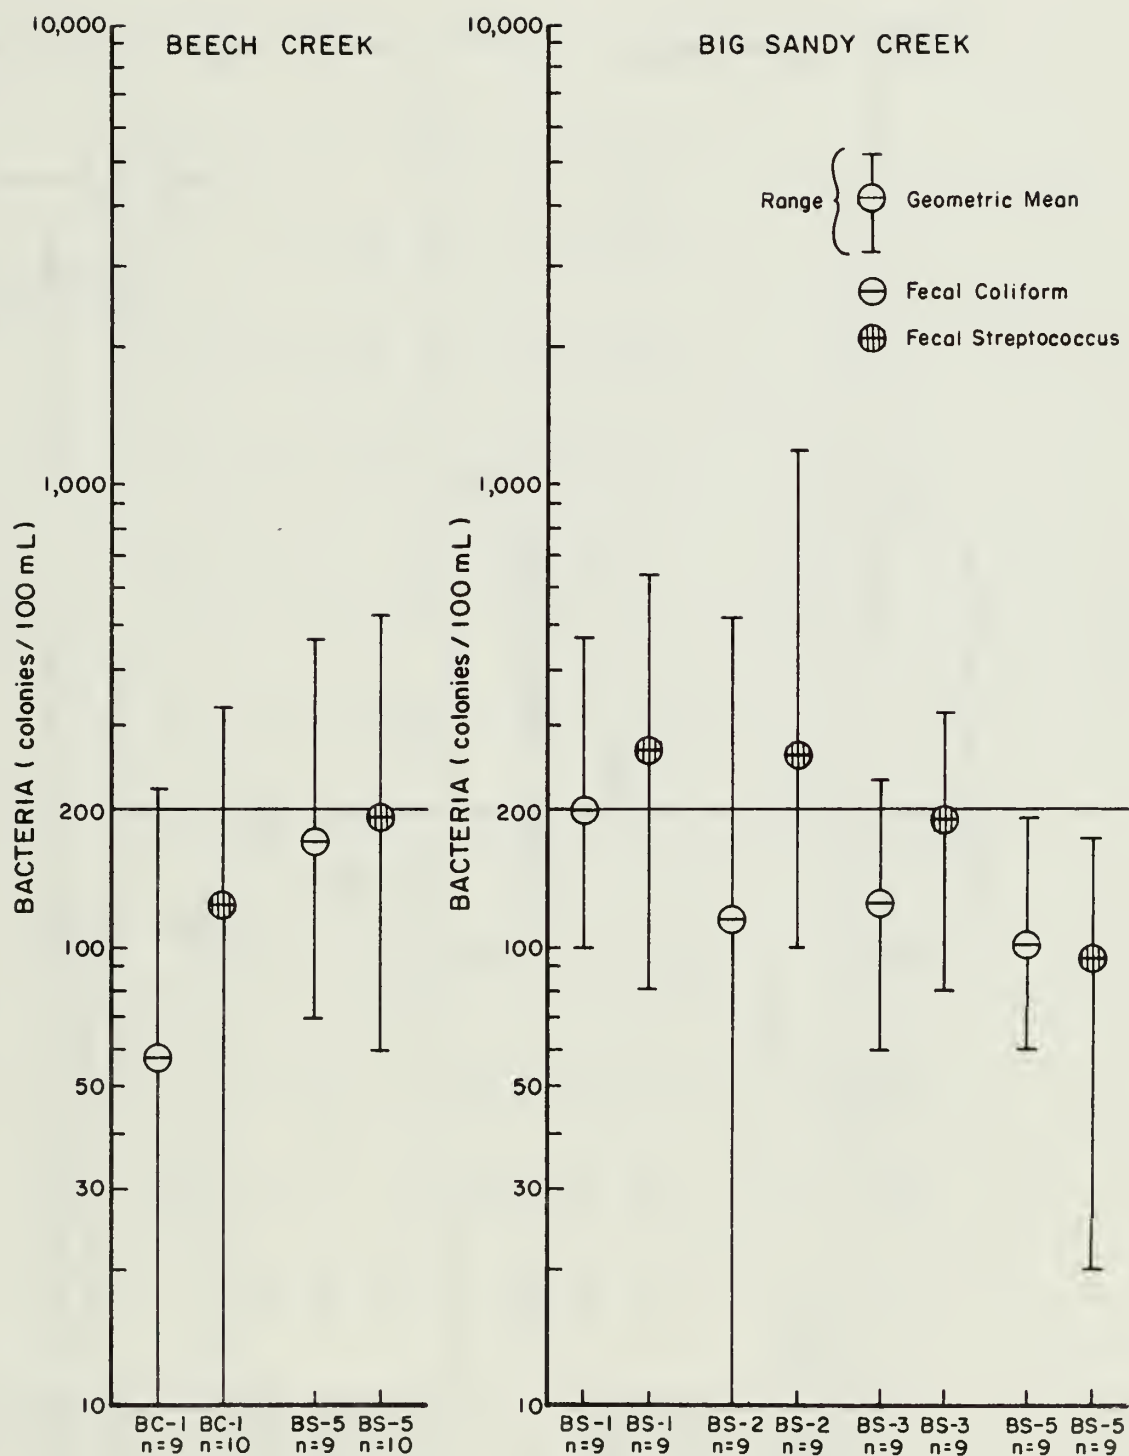 BEECH CREEK
10,000
1,000
200
100
50
30
10
BACTERIA ( colonies / 100 mL)
BC-1 BC-1 BS-5 BS-5
n=9 n=10 n=9 n=10
BIG SANDY CREEK
10,000
1,000
200
100
50
30
10
BACTERIA ( colonies / 100 mL)
Range Geometric Mean
Fecal Coliform
Fecal Streptococcus
BS-1 BS-1 BS-2 BS-2 BS-3 BS-3 BS-5 BS-5
n=9 n=9 n=9 n=9 n=9 n=9 n=9 n=9